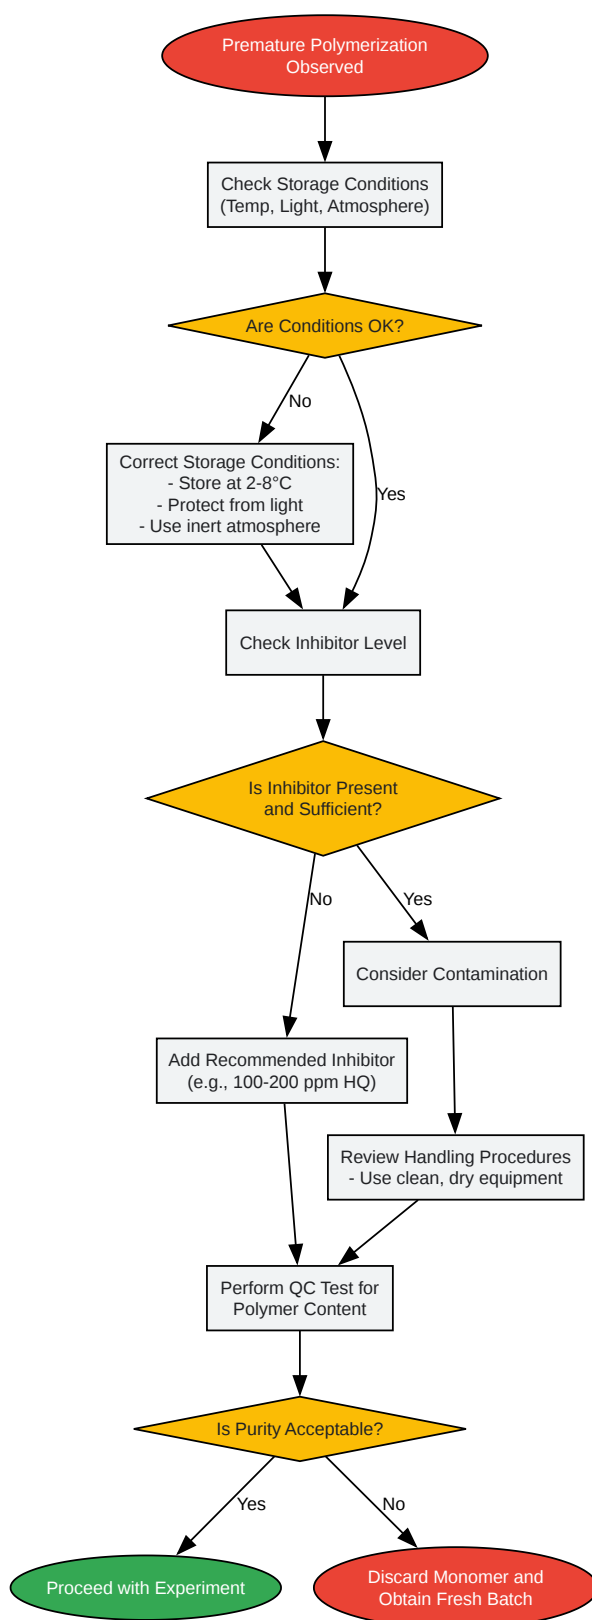 Premature Polymerization
Observed
Check Storage Conditions
(Temp, Light, Atmosphere)
Are Conditions OK?
No
Yes
Correct Storage Conditions:
- Store at 2-8°C
- Protect from light
- Use inert atmosphere
Check Inhibitor Level
Is Inhibitor Present
and Sufficient?
No
Yes
Consider Contamination
Add Recommended Inhibitor
(e.g., 100-200 ppm HQ)
Review Handling Procedures
- Use clean, dry equipment
Perform QC Test for
Polymer Content
Is Purity Acceptable?
Yes
No
Proceed with Experiment
Discard Monomer and
Obtain Fresh Batch